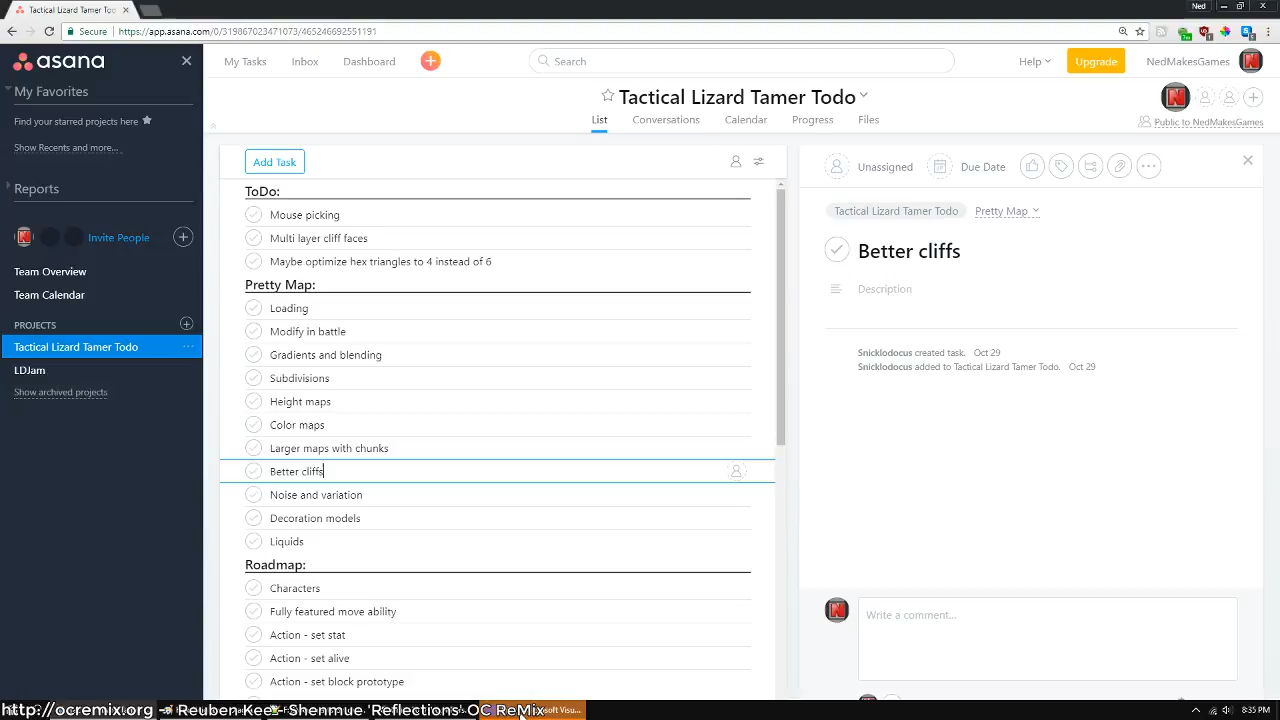 Tactical Lizard Tamer Todo
Ned
Secure
https://app.asana.com/0/319867023471073/465246692551191
asana
My Tasks
Inbox
Dashboard
Search
Help
Upgrade
NedMakesGames
My Favorites
Find your starred projects here
Show Recents and more...
Reports
Invite People
Team Overview
Team Calendar
PROJECTS
Tactical Lizard Tamer Todo
LDJam
Show archived projects
Tactical Lizard Tamer Todo
List
Conversations
Calendar
Progress
Files
Public to NedMakesGames
Add Task
ToDo:
Mouse picking
Multi layer cliff faces
Maybe optimize hex triangles to 4 instead of 6
Pretty Map:
Loading
Modify in battle
Gradients and blending
Subdivisions
Height maps
Color maps
Larger maps with chunks
Better cliffs
Noise and variation
Decoration models
Liquids
Roadmap:
Characters
Fully featured move ability
Action - set stat
Action - set alive
Action - set block prototype
Unassigned
Due Date
Tactical Lizard Tamer Todo
Pretty Map
Better cliffs
Description
Snicklodocus created task. Oct 29
Snicklodocus added to Tactical Lizard Tamer Todo. Oct 29
Write a comment...
http://ocremix.org - Reuben Kee - Shenmue 'Reflections' OC ReMix
8:35 PM